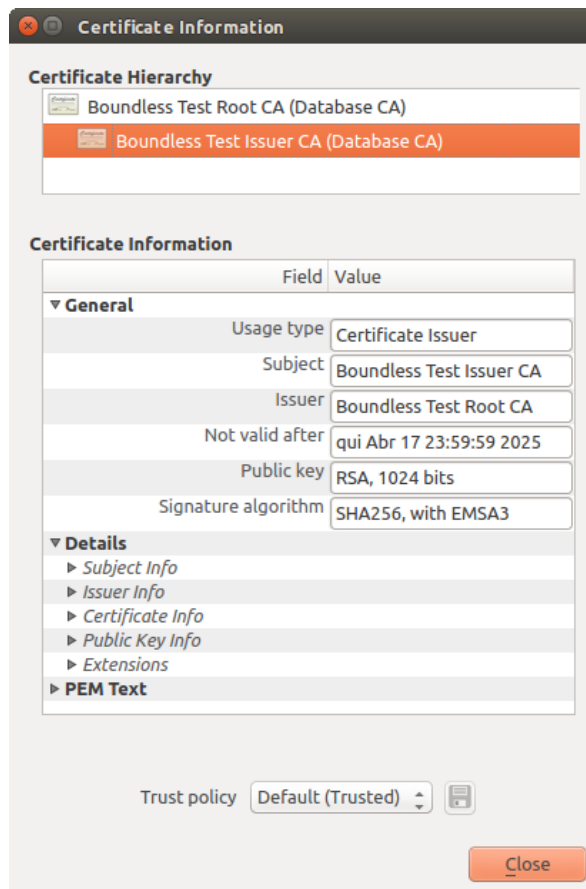 Certificate Information
Certificate Hierarchy
Boundless Test Root CA (Database CA)
Boundless Test Issuer CA (Database CA)
Certificate Information
Field Value
General
Usage type Certificate Issuer
Subject Boundless Test Issuer CA
Issuer Boundless Test Root CA
Not valid after qui Abr 17 23:59:59 2025
Public key RSA, 1024 bits
Signature algorithm SHA256, with EMSA3
Details
Subject Info
Issuer Info
Certificate Info
Public Key Info
Extensions
PEM Text
Trust policy Default (Trusted)
Close